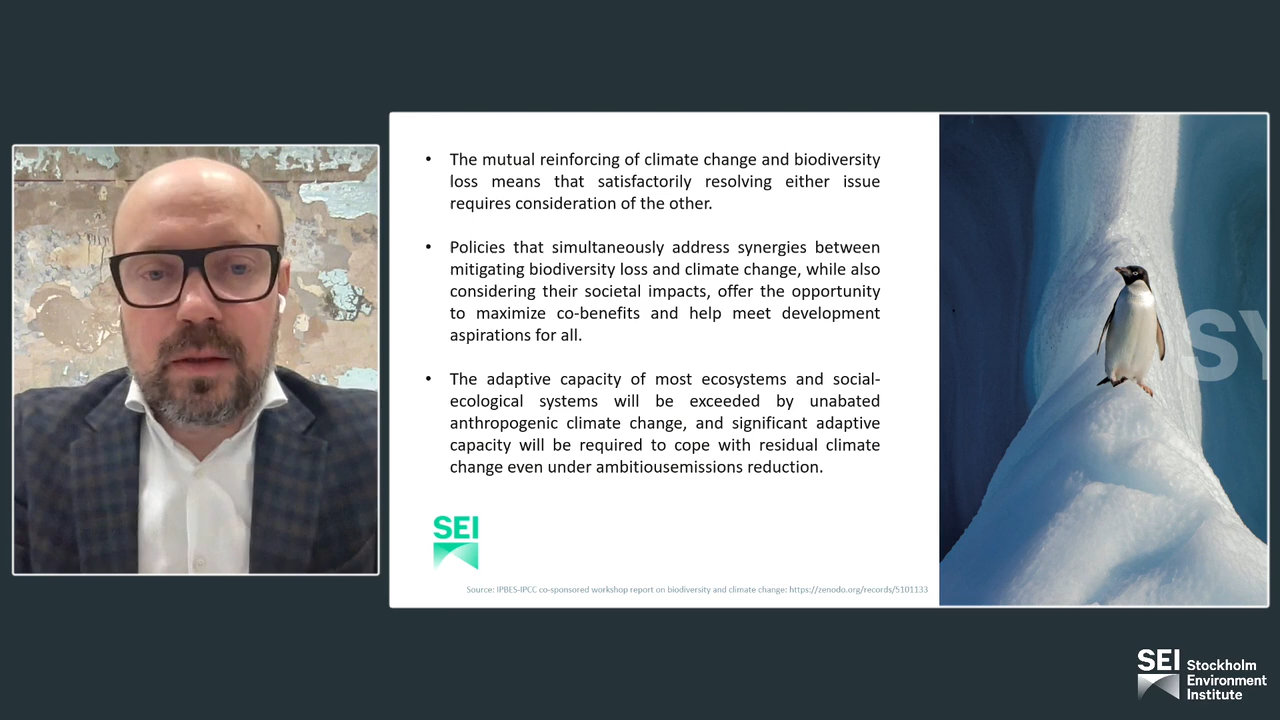 • The mutual reinforcing of climate change and biodiversity
loss means that satisfactorily resolving either issue
requires consideration of the other.
• Policies that simultaneously address synergies between
mitigating biodiversity loss and climate change, while also
considering their societal impacts, offer the opportunity
to maximize co-benefits and help meet development
aspirations for all.
• The adaptive capacity of most ecosystems and social-
ecological systems will be exceeded by unabated
anthropogenic climate change, and significant adaptive
capacity will be required to cope with residual climate
change even under ambitiousemissions reduction.
SEI
Source: IPBES-IPCC co-sponsored workshop report on biodiversity and climate change: https://zenodo.org/records/5101133
SY
SEI
Stockholm
Environment
Institute